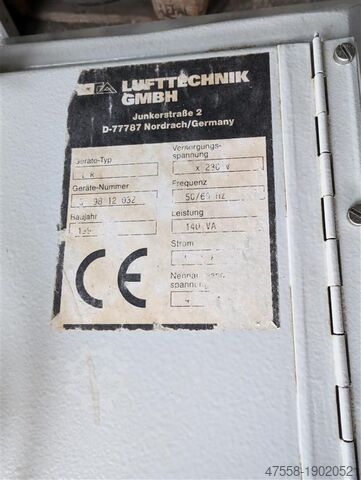 LUFTTECHNIK
GMBH
Junkerstraße 2
D-77787 Nordrach/Germany
Geräte-Typ
Geräte-Nummer
98 12 032
Baujahr
Versorgungs-
spannung
x 230 V
Frequenz
50/60 HZ
Leistung
140 VA
Strom
spannung
CE
47558-1902052